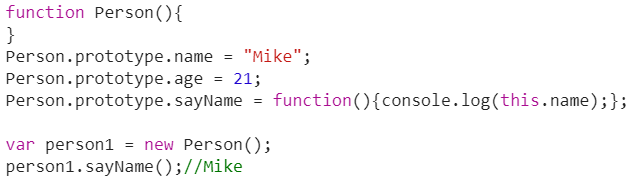 function Person(){
}
Person.prototype.name = "Mike";
Person.prototype.age = 21;
Person.prototype.sayName = function(){console.log(this.name);};
var person1 = new Person();
person1.sayName();//Mike